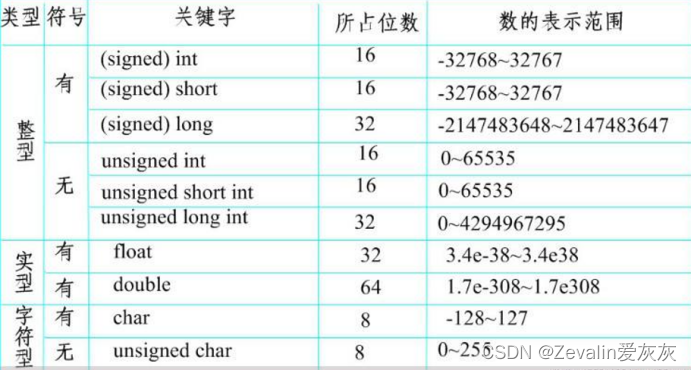 类型 符号 关键字 所占位数 数的表示范围
整型 有 (signed) int 16 -32768~32767
(signed) short 16 -32768~32767
(signed) long 32 -2147483648~2147483647
无 unsigned int 16 0~65535
unsigned short int 16 0~65535
unsigned long int 32 0~4294967295
实型 有 float 32 3.4e-38~3.4e38
有 double 64 1.7e-308~1.7e308
字符型 有 char 8 -128~127
无 unsigned char 8 0~255
CSDN @Zevalin爱灰灰